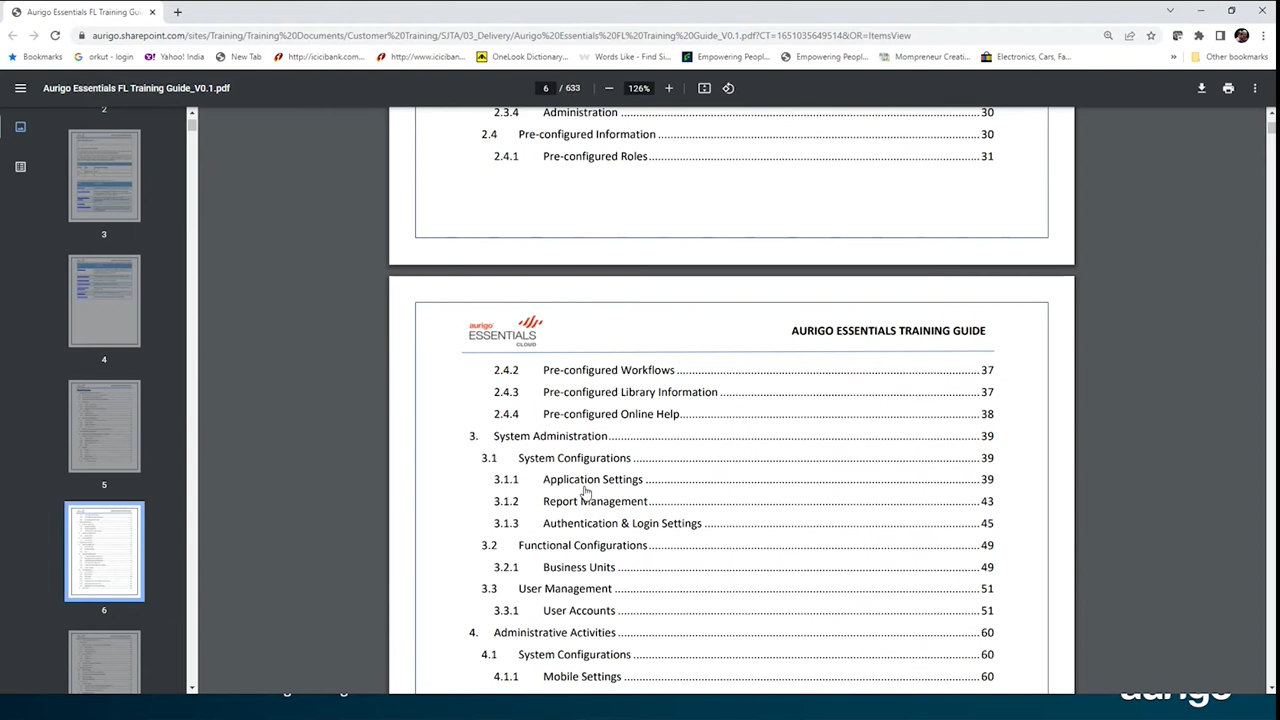 Aurigo Essentials FL Training Gui
aurigo.sharepoint.com/sites/Training/Training%20Documents/Customer%20Training/SJTA/03_Delivery/Aurigo%20Essentials%20FL%20Training%20Guide_V0.1.pdf?CT=1651035649514&OR=ItemsView
Bookmarks orkut - login Yahoo! India New Tab http://icicibank.com... http://www.iciciban... OneLook Dictionary... Words Like - Find Si... Empowering Peopl... Empowering Peopl... Mompreneur Creati... Electronics, Cars, Fa... » Other bookmarks
Aurigo Essentials FL Training Guide_V0.1.pdf 6 / 633 126%
2
3
4
5
6
2.3.4 Administration 30
2.4 Pre-configured Information 30
2.4.1 Pre-configured Roles 31
aurigo
ESSENTIALS
CLOUD
AURIGO ESSENTIALS TRAINING GUIDE
2.4.2 Pre-configured Workflows 37
2.4.3 Pre-configured Library Information 37
2.4.4 Pre-configured Online Help 38
3. System Administration 39
3.1 System Configurations 39
3.1.1 Application Settings 39
3.1.2 Report Management 43
3.1.3 Authentication & Login Settings 45
3.2 Functional Configurations 49
3.2.1 Business Units 49
3.3 User Management 51
3.3.1 User Accounts 51
4. Administrative Activities 60
4.1 System Configurations 60
4.1.1 Mobile Settings 60
aurigo